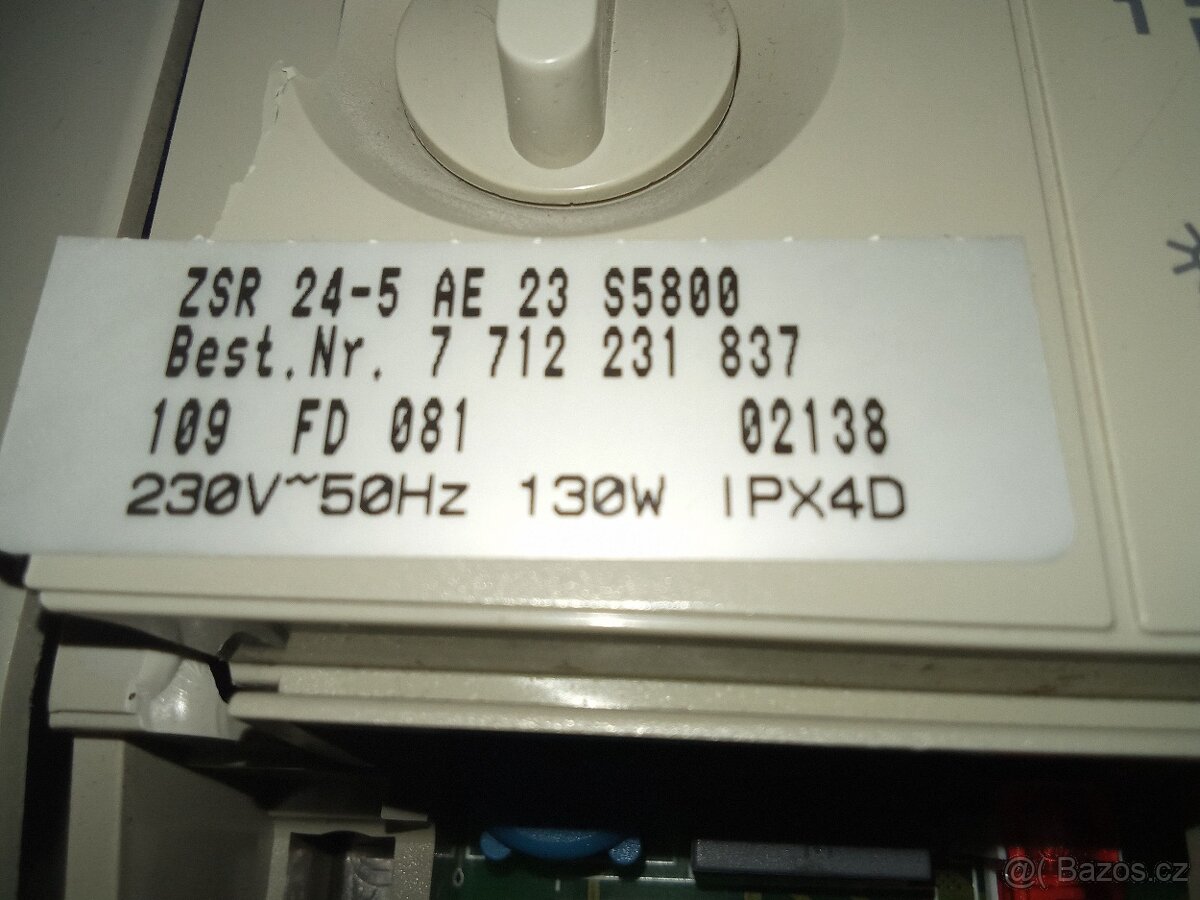 ZSR 24-5 AE 23 S5800
Best.Nr. 7 712 231 837
109 FD 081 02138
230V~50Hz 130W IPX4D
@( Bazos.cz